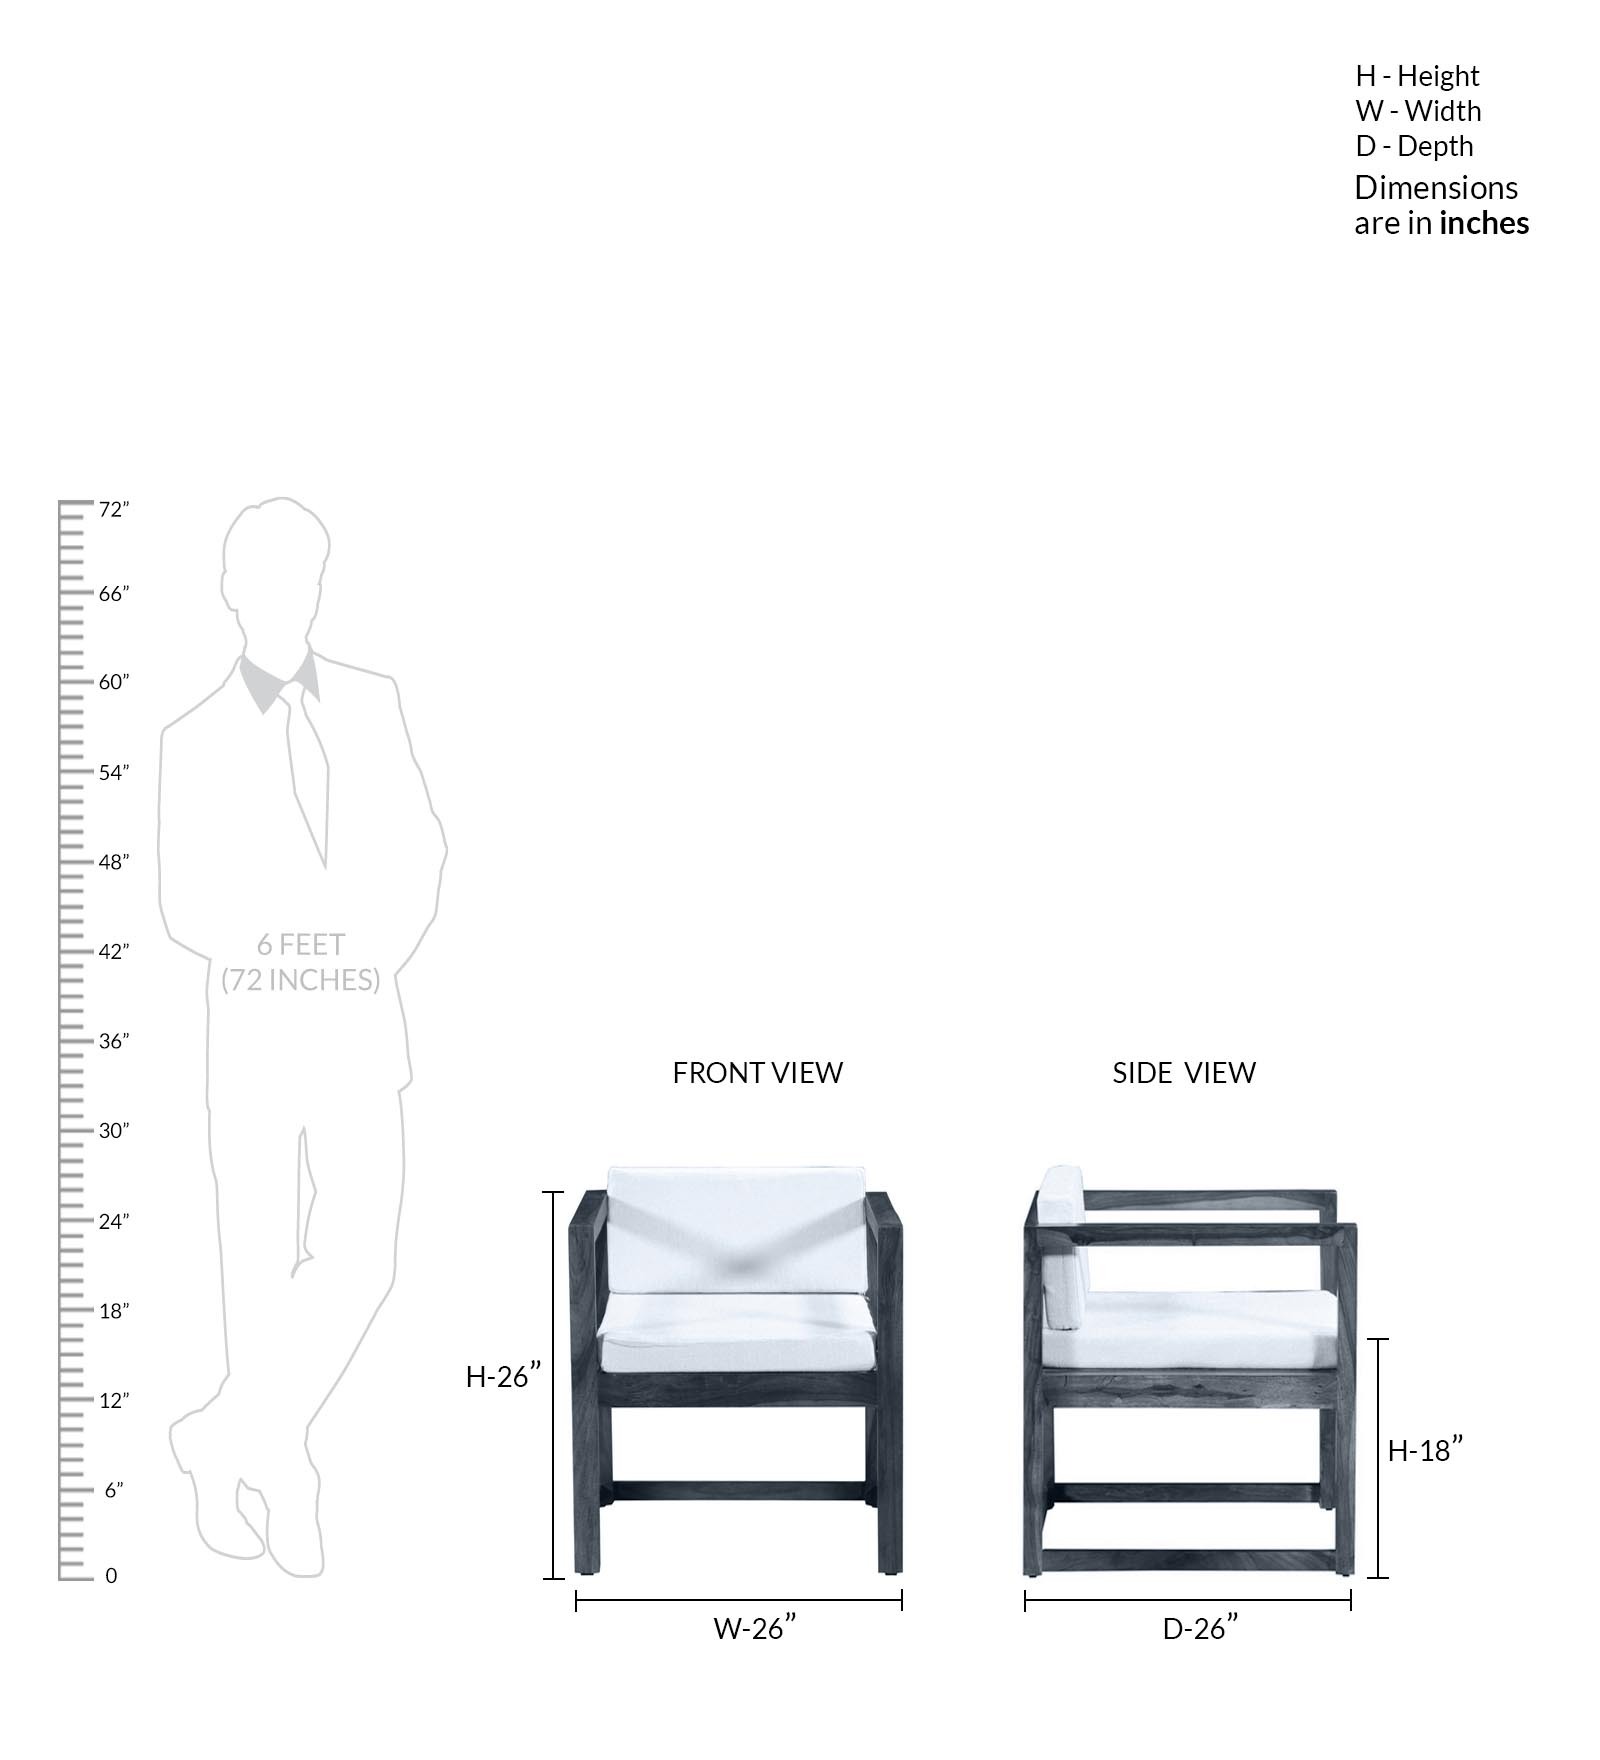 H - Height
W - Width
D - Depth
Dimensions
are in inches
72”
66”
60”
54”
48”
42”
36”
30”
24”
18”
12”
6”
0
6 FEET
(72 INCHES)
FRONT VIEW
SIDE VIEW
H-26”
H-18”
W-26”
D-26”